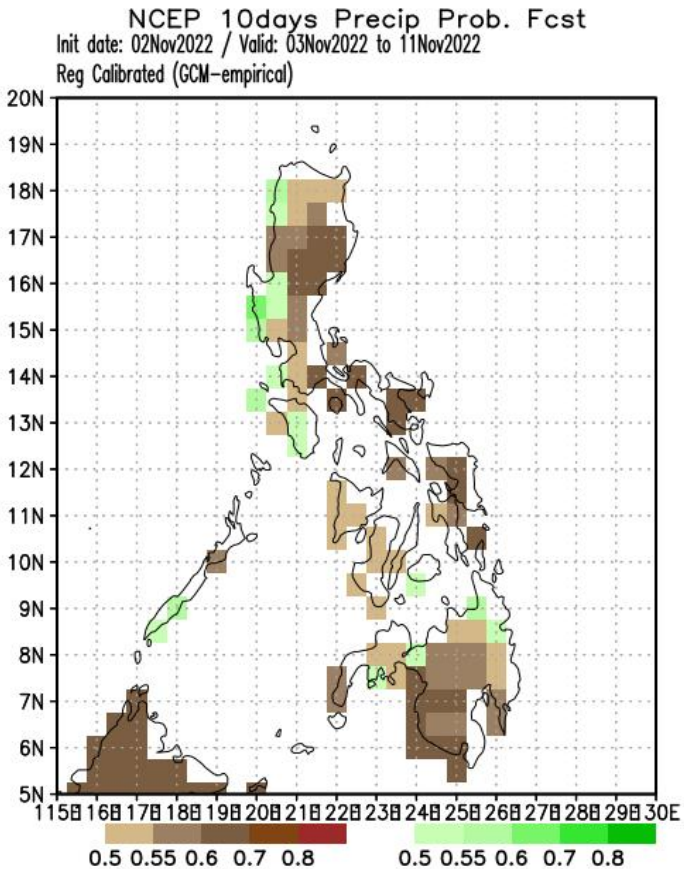 NCEP 10days Precip Prob. Fcst
Init date: 02Nov2022 / Valid: 03Nov2022 to 11Nov2022
Reg Calibrated (GCM-empirical)
20N
19N
18N
17N
16N
15N
14N
13N
12N
11N
10N
9N
8N
7N
6N
5N
115E 116E 117E 118E 119E 120E 121E 122E 123E 124E 125E 126E 127E 128E 129E 130E
0.5 0.55 0.6 0.7 0.8 0.5 0.55 0.6 0.7 0.8